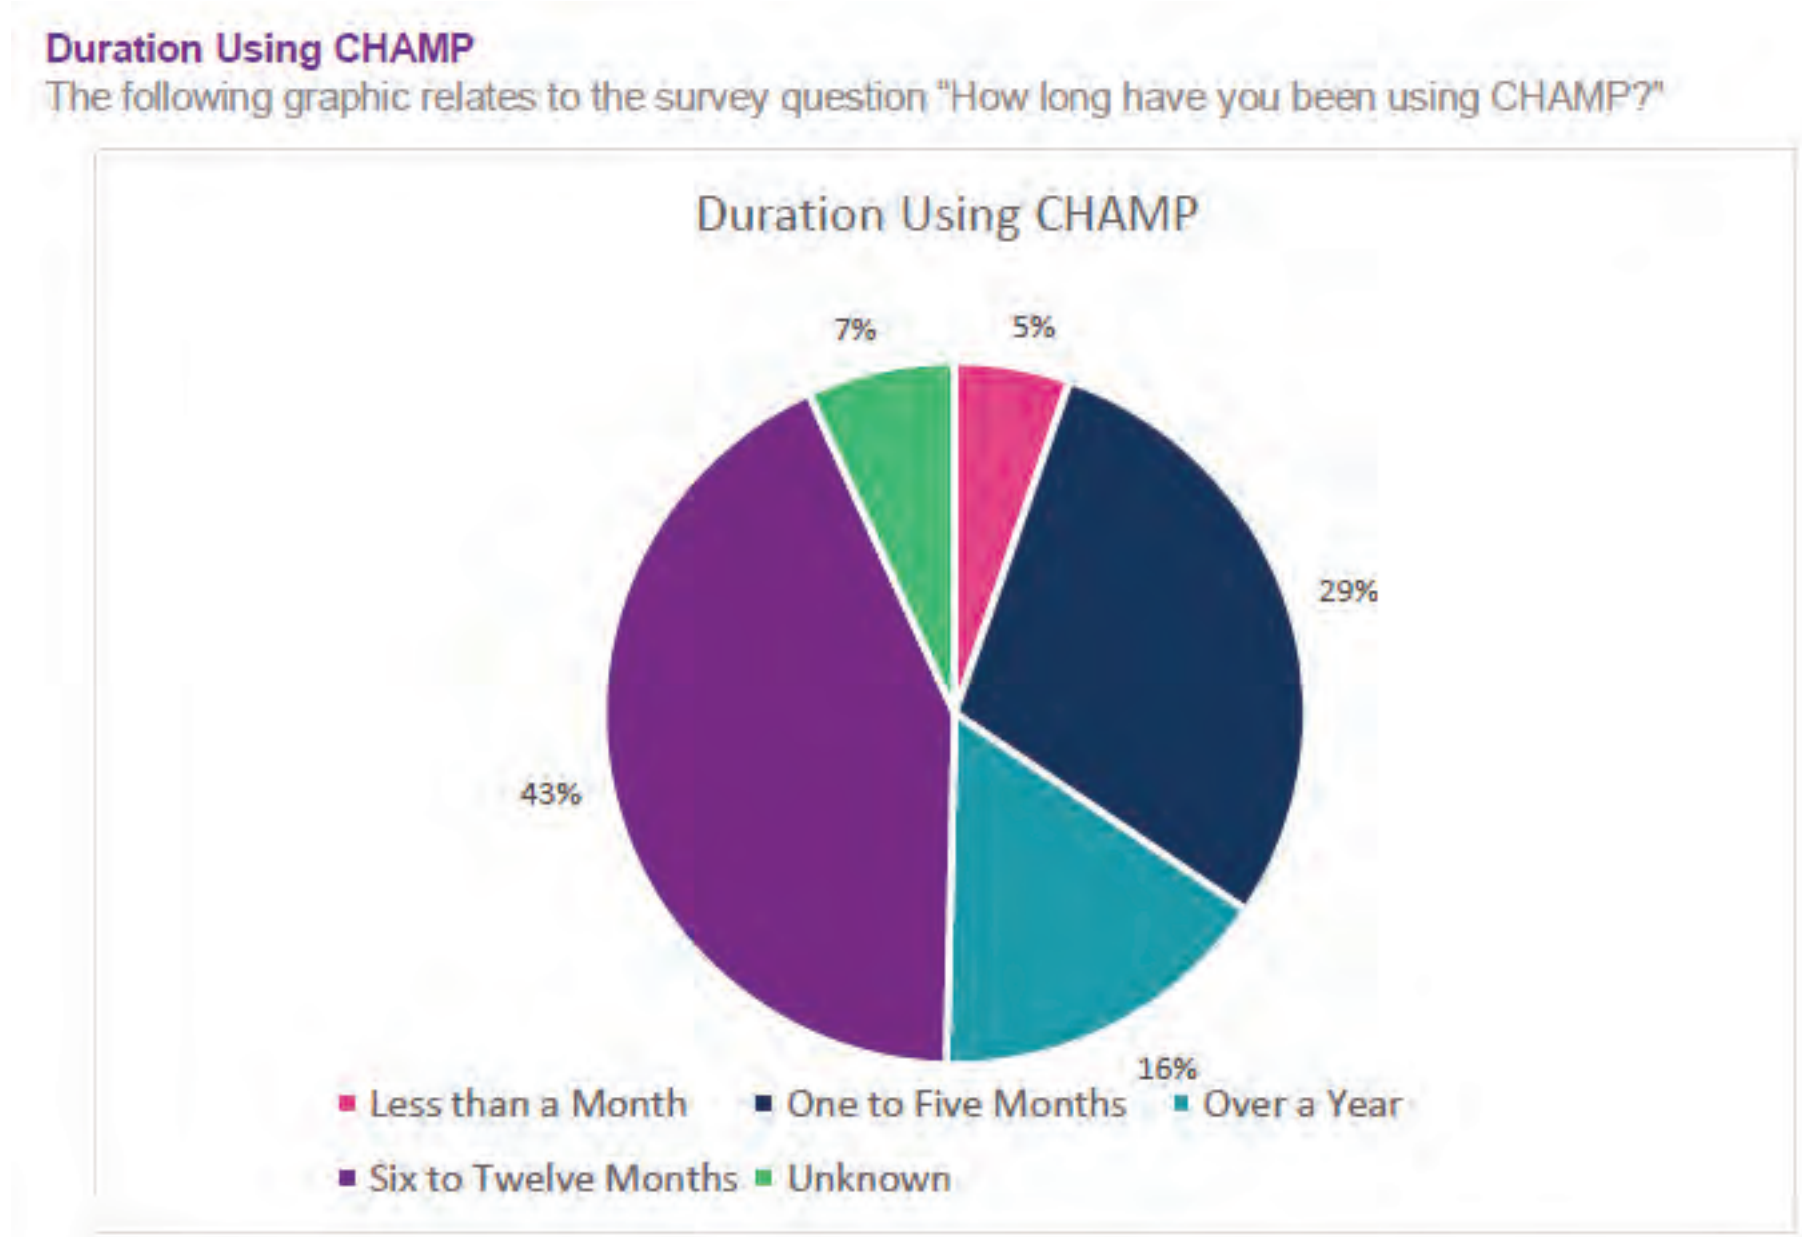 Duration Using CHAMP
The following graphic relates to the survey question “How long have you been using CHAMP?"
Duration Using CHAMP
7%
5%
29%
43%
16%
Less than a Month
One to Five Months
Over a Year
Six to Twelve Months
Unknown